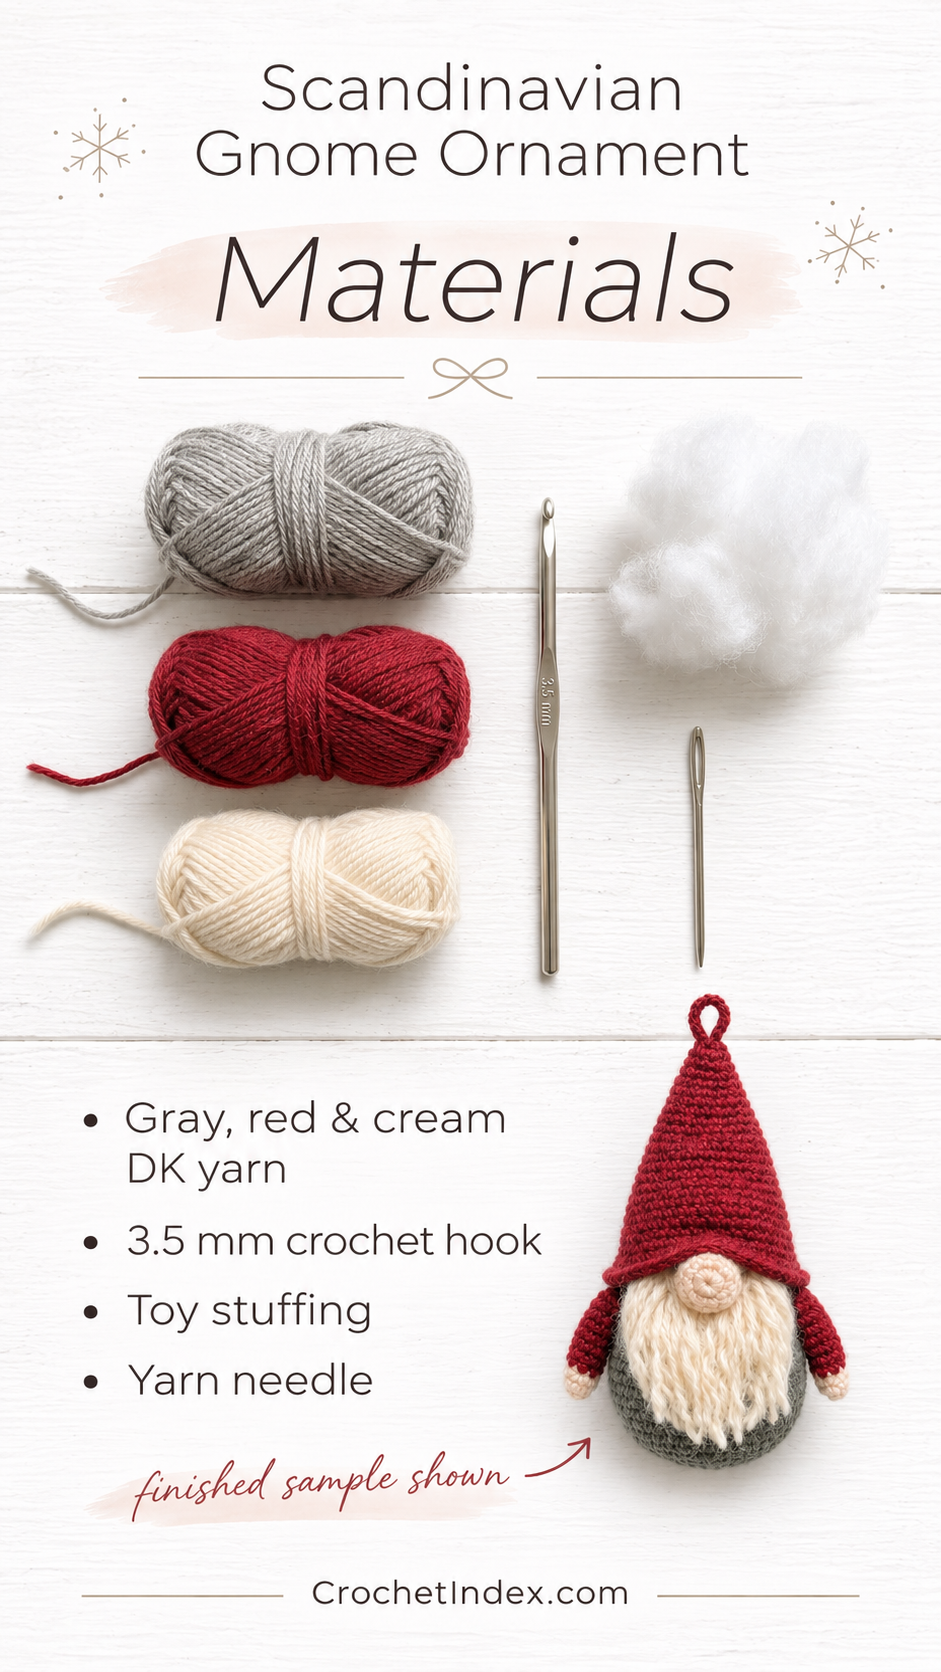 Scandinavian
Gnome Ornament
Materials
3.5 mm
• Gray, red & cream
DK yarn
• 3.5 mm crochet hook
• Toy stuffing
• Yarn needle
finished sample shown
CrochetIndex.com